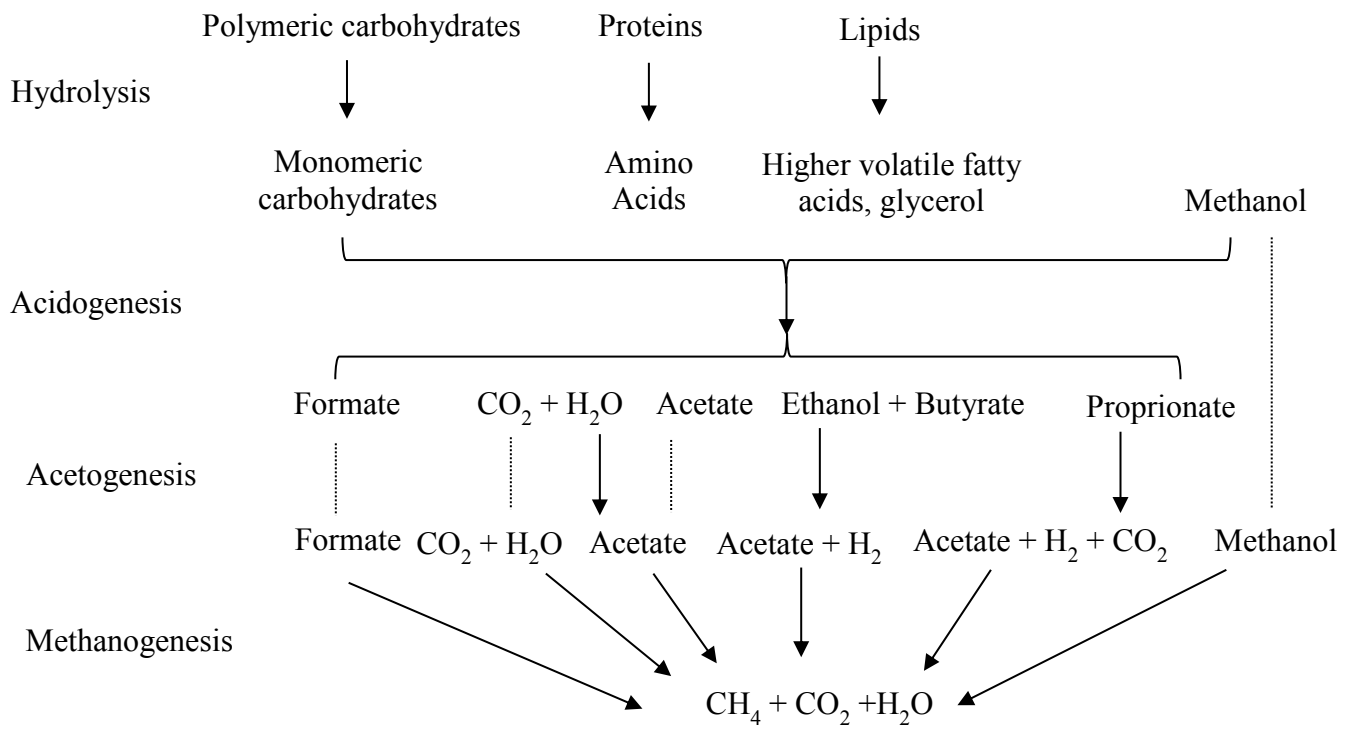 Polymeric carbohydrates Proteins Lipids
Hydrolysis
Monomeric carbohydrates
Amino Acids
Higher volatile fatty acids, glycerol
Methanol
Acidogenesis
Formate CO₂ + H₂O Acetate Ethanol + Butyrate Proprionate
Acetogenesis
Formate CO₂ + H₂O Acetate Acetate + H₂ Acetate + H₂ + CO₂ Methanol
Methanogenesis
CH₄ + CO₂ +H₂O